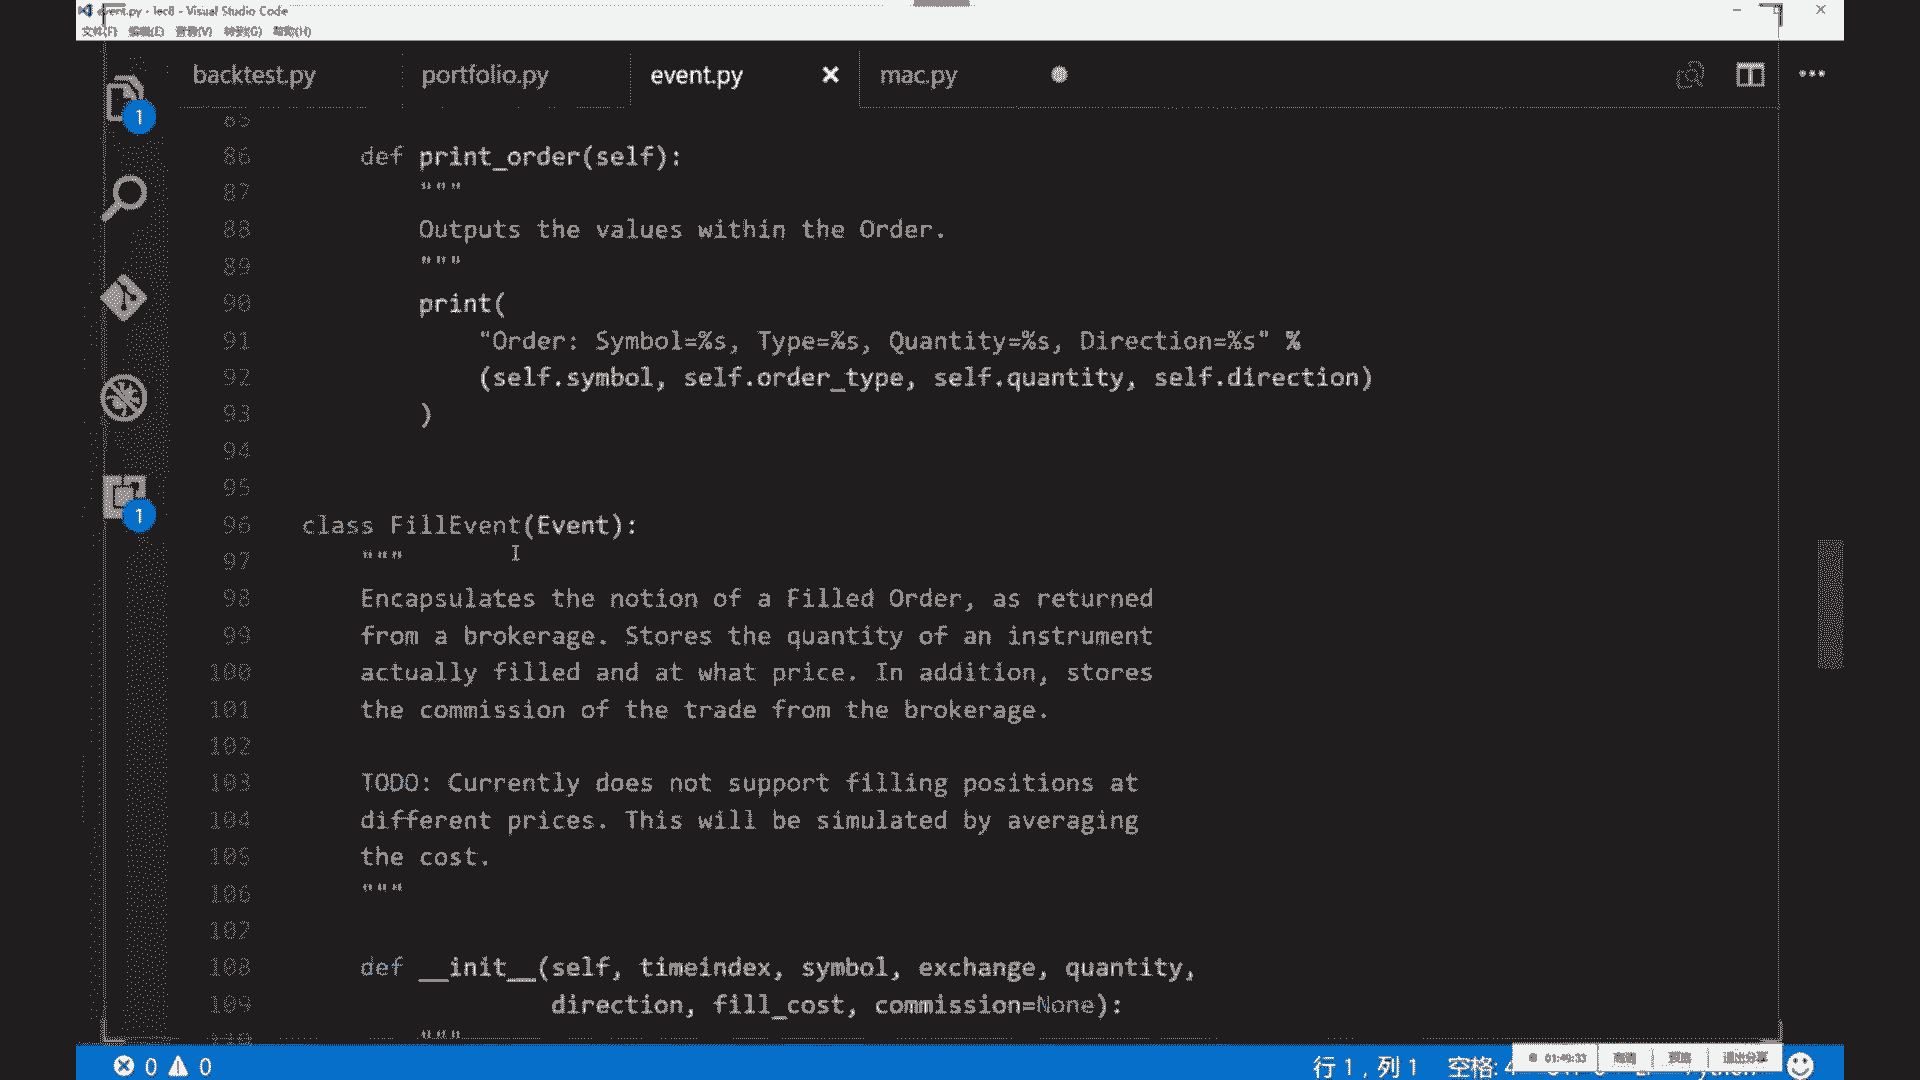 event.py - lec8 - Visual Studio Code
文件(F) 编辑(E) 查看(V) 转到(G) 帮助(H)
backtest.py portfolio.py event.py mac.py
1
1
85
86 def print_order(self):
87 """
88 Outputs the values within the Order.
89 """
90 print(
91 "Order: Symbol=%s, Type=%s, Quantity=%s, Direction=%s" %
92 (self.symbol, self.order_type, self.quantity, self.direction)
93 )
94
95
96 class FillEvent(Event):
97 """
98 Encapsulates the notion of a Filled Order, as returned
99 from a brokerage. Stores the quantity of an instrument
100 actually filled and at what price. In addition, stores
101 the commission of the trade from the brokerage.
102
103 TODO: Currently does not support filling positions at
104 different prices. This will be simulated by averaging
105 the cost.
106 """
107
108 def __init__(self, timeindex, symbol, exchange, quantity,
109 direction, fill_cost, commission=None):
110 """
0 0 行 1，列 1 空格: 4
01:49:33 退出分享